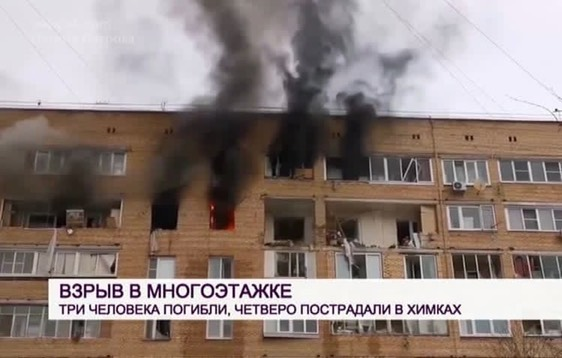 ВЗРЫВ В МНОГОЭТАЖКЕ
ТРИ ЧЕЛОВЕКА ПОГИБЛИ, ЧЕТВЕРО ПОСТРАДАЛИ В ХИМКАХ